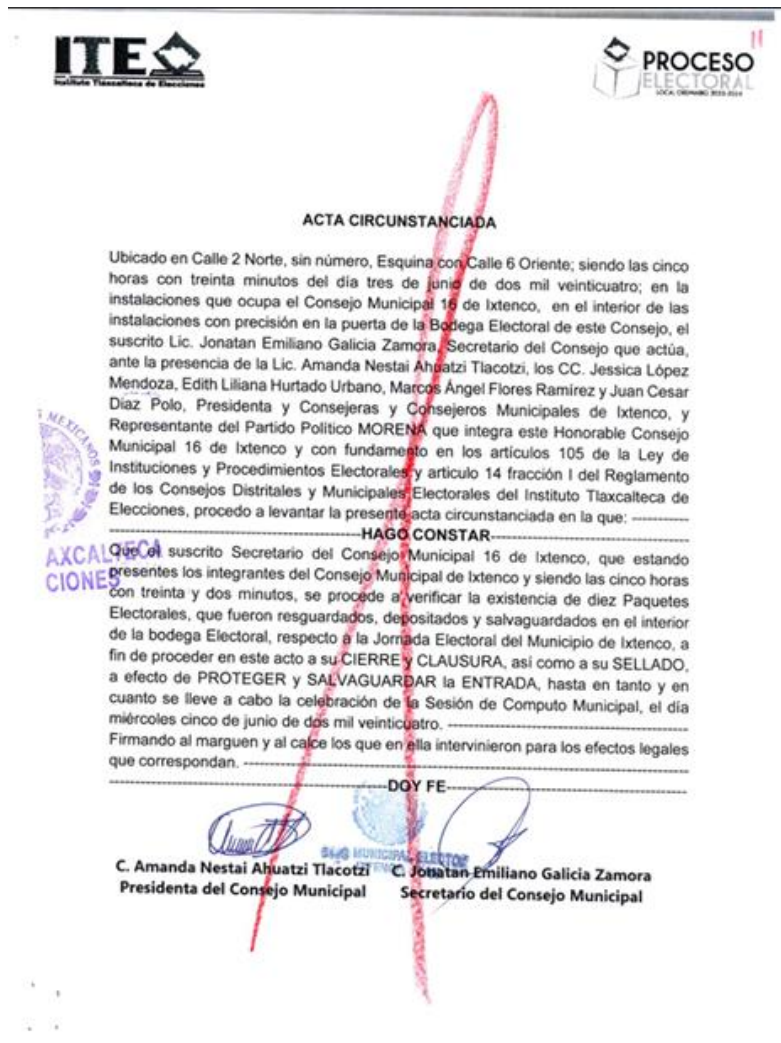 ITE
Instituto Tlaxcalteca de Elecciones
11
PROCESO
ELECTORAL
LOCAL ORDINARIO 2023-2024
ACTA CIRCUNSTANCIADA
Ubicado en Calle 2 Norte, sin número, Esquina con Calle 6 Oriente; siendo las cinco
horas con treinta minutos del día tres de junio de dos mil veinticuatro; en la
instalaciones que ocupa el Consejo Municipal 16 de Ixtenco, en el interior de las
instalaciones con precisión en la puerta de la Bodega Electoral de este Consejo, el
suscrito Lic. Jonatan Emiliano Galicia Zamora, Secretario del Consejo que actúa,
ante la presencia de la Lic. Amanda Nestai Ahuatzi Tlacotzi, los CC. Jessica López
Mendoza, Edith Liliana Hurtado Urbano, Marcos Ángel Flores Ramírez y Juan Cesar
Díaz Polo, Presidenta y Consejeras y Consejeros Municipales de Ixtenco, y
Representante del Partido Político MORENA que integra este Honorable Consejo
Municipal 16 de Ixtenco y con fundamento en los artículos 105 de la Ley de
Instituciones y Procedimientos Electorales y articulo 14 fracción I del Reglamento
de los Consejos Distritales y Municipales Electorales del Instituto Tlaxcalteca de
Elecciones, procedo a levantar la presente acta circunstanciada en la que: -----------
--------------------------------------------------HAGO CONSTAR---------------------------------------
Que el suscrito Secretario del Consejo Municipal 16 de Ixtenco, que estando
presentes los integrantes del Consejo Municipal de Ixtenco y siendo las cinco horas
con treinta y dos minutos, se procede a verificar la existencia de diez Paquetes
Electorales, que fueron resguardados, depositados y salvaguardados en el interior
de la bodega Electoral, respecto a la Jornada Electoral del Municipio de Ixtenco, a
fin de proceder en este acto a su CIERRE y CLAUSURA, así como a su SELLADO,
a efecto de PROTEGER y SALVAGUARDAR la ENTRADA, hasta en tanto y en
cuanto se lleve a cabo la celebración de la Sesión de Computo Municipal, el día
miércoles cinco de junio de dos mil veinticuatro. ------------------------------------------------
Firmando al marguen y al calce los que en ella intervinieron para los efectos legales
que correspondan. ---------------------------------------------------------------------------------------
-------------------------------------------------------DOY FE------------------------------------------------
MEXICANOS
AXCALTECA
CIONES
MUNICIPAL ELECTOR
C. Amanda Nestai Ahuatzi Tlacotzi
Presidenta del Consejo Municipal
C. Jonatan Emiliano Galicia Zamora
Secretario del Consejo Municipal